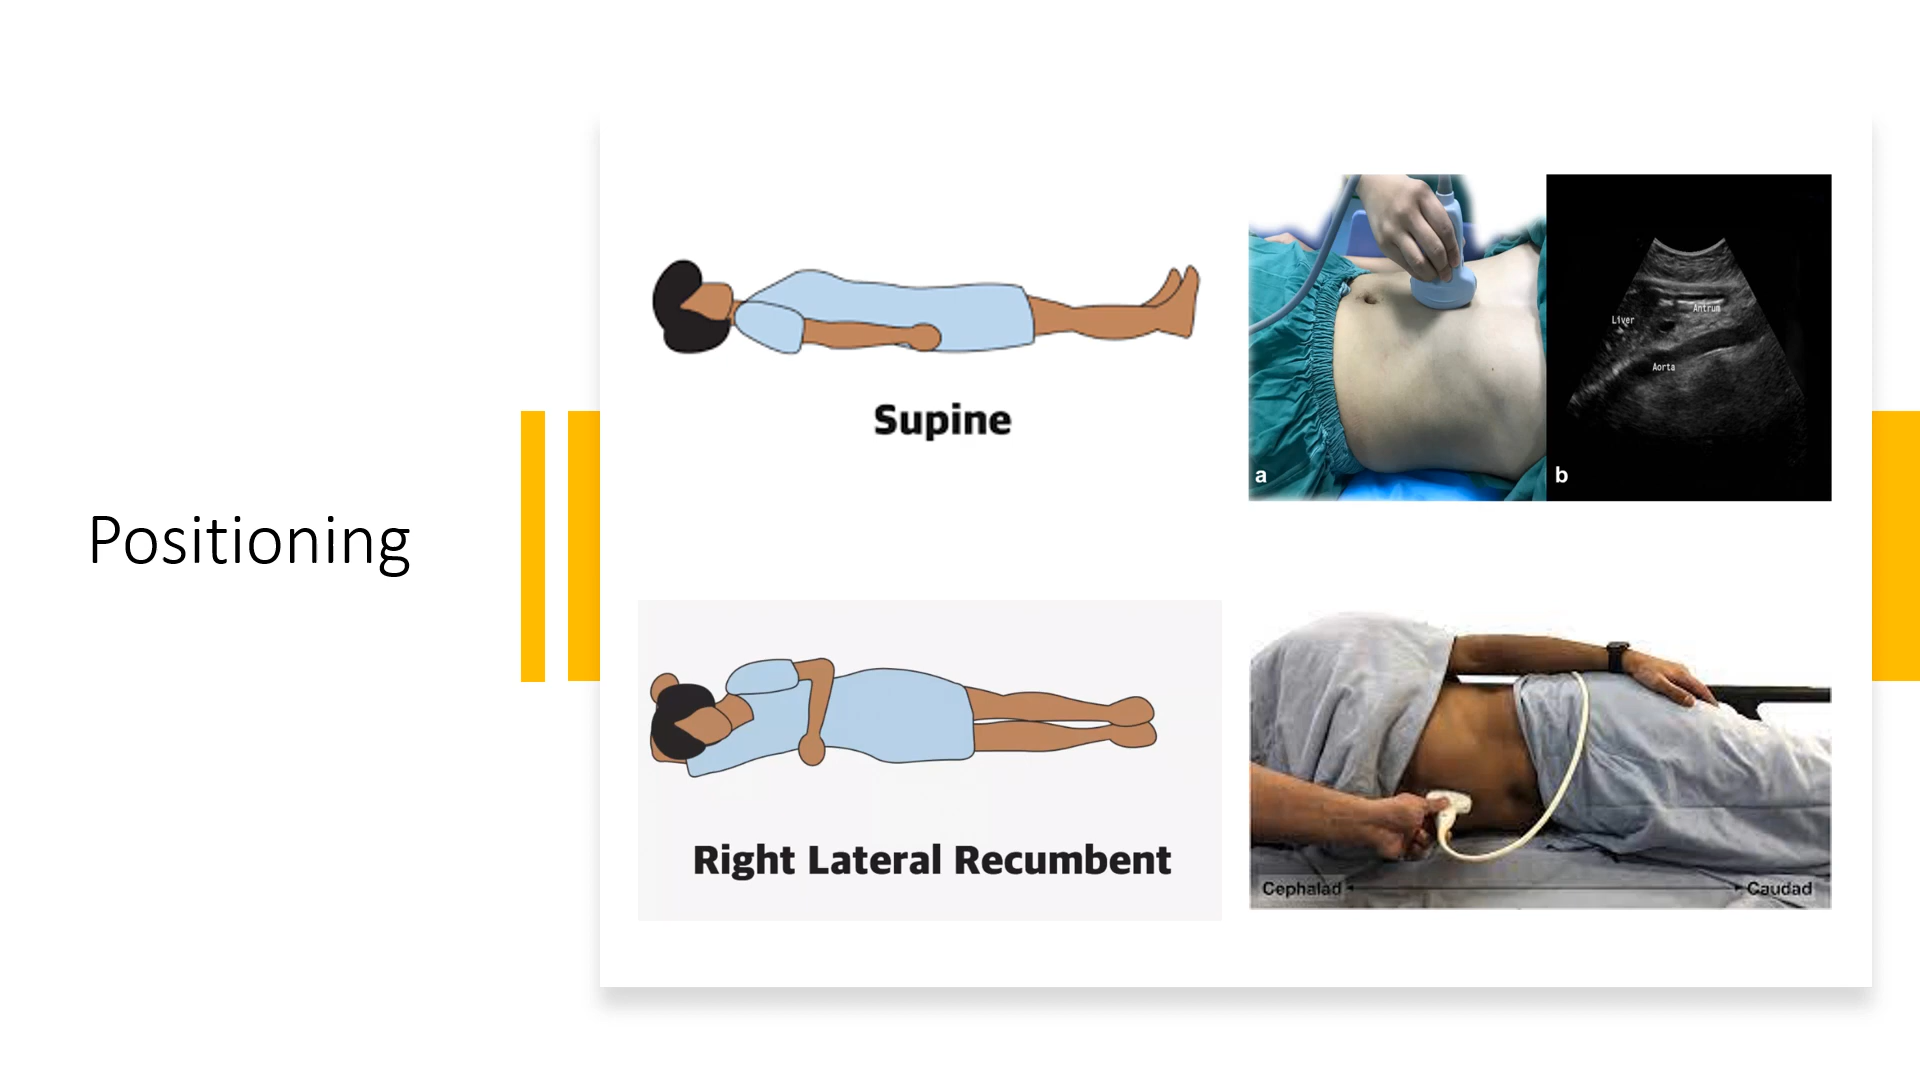 Positioning
Supine
a
b
Liver
Antrum
Aorta
Right Lateral Recumbent
Cephalad
Caudad